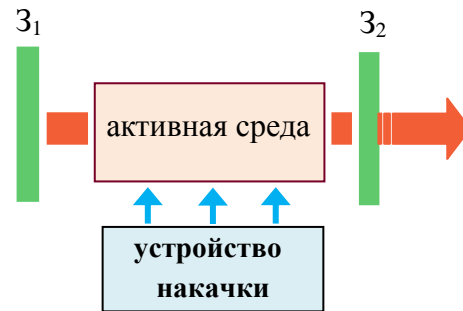 З₁ З₂
активная среда
устройство
накачки